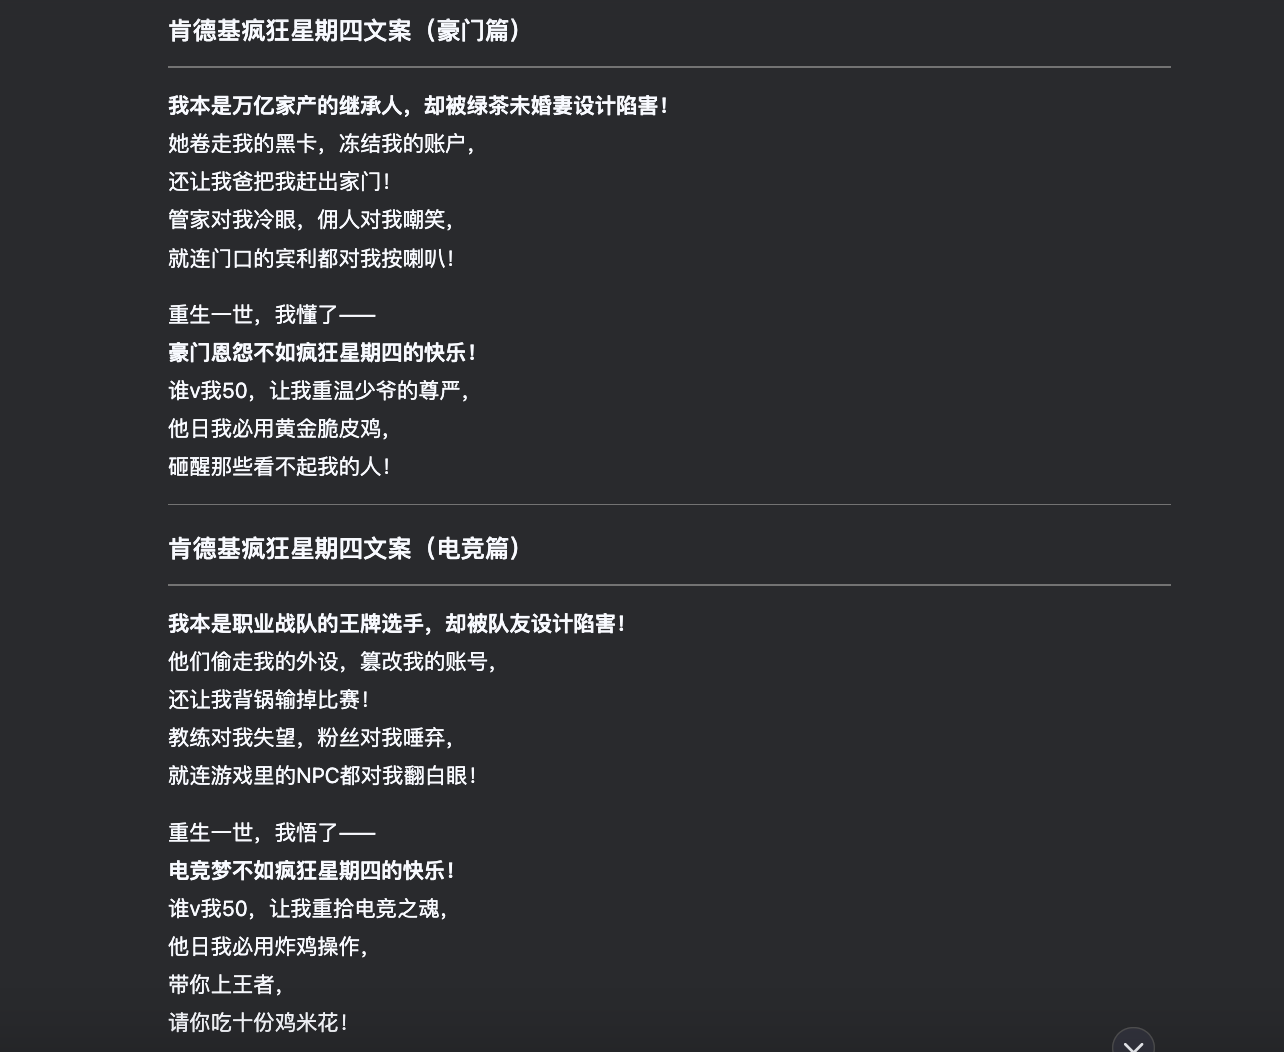 肯德基疯狂星期四文案（豪门篇）
我本是万亿家产的继承人，却被绿茶未婚妻设计陷害！
她卷走我的黑卡，冻结我的账户，
还让我爸把我赶出家门！
管家对我冷眼，佣人对我嘲笑，
就连门口的宾利都对我按喇叭！
重生一世，我懂了——
豪门恩怨不如疯狂星期四的快乐！
谁v我50，让我重温少爷的尊严，
他日我必用黄金脆皮鸡，
砸醒那些看不起我的人！
肯德基疯狂星期四文案（电竞篇）
我本是职业战队的王牌选手，却被队友设计陷害！
他们偷走我的外设，篡改我的账号，
还让我背锅输掉比赛！
教练对我失望，粉丝对我唾弃，
就连游戏里的NPC都对我翻白眼！
重生一世，我悟了——
电竞梦不如疯狂星期四的快乐！
谁v我50，让我重拾电竞之魂，
他日我必用炸鸡操作，
带你上王者，
请你吃十份鸡米花！